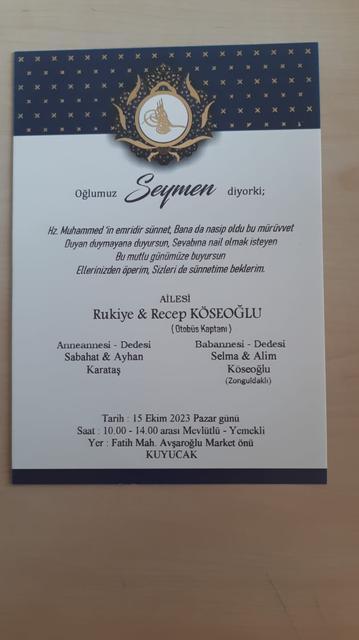 Oğlumuz Seymen diyorki;
Hz. Muhammed 'in emridir sünnet, Bana da nasip oldu bu mürüvvet
Duyan duymayana duyursun, Sevabına nail olmak isteyen
Bu mutlu günümüze buyursun
Ellerinizden öperim, Sizleri de sünnetime beklerim.
AİLESİ
Rukiye & Recep KÖSEOĞLU
( Otobüs Kaptanı )
Anneannesi - Dedesi
Sabahat & Ayhan
Karataş
Babannesi - Dedesi
Selma & Alim
Köseoğlu
(Zonguldaklı)
Tarih : 15 Ekim 2023 Pazar günü
Saat : 10.00 - 14.00 arası Mevlütlü - Yemekli
Yer : Fatih Mah. Avşaroğlu Market önü
KUYUCAK